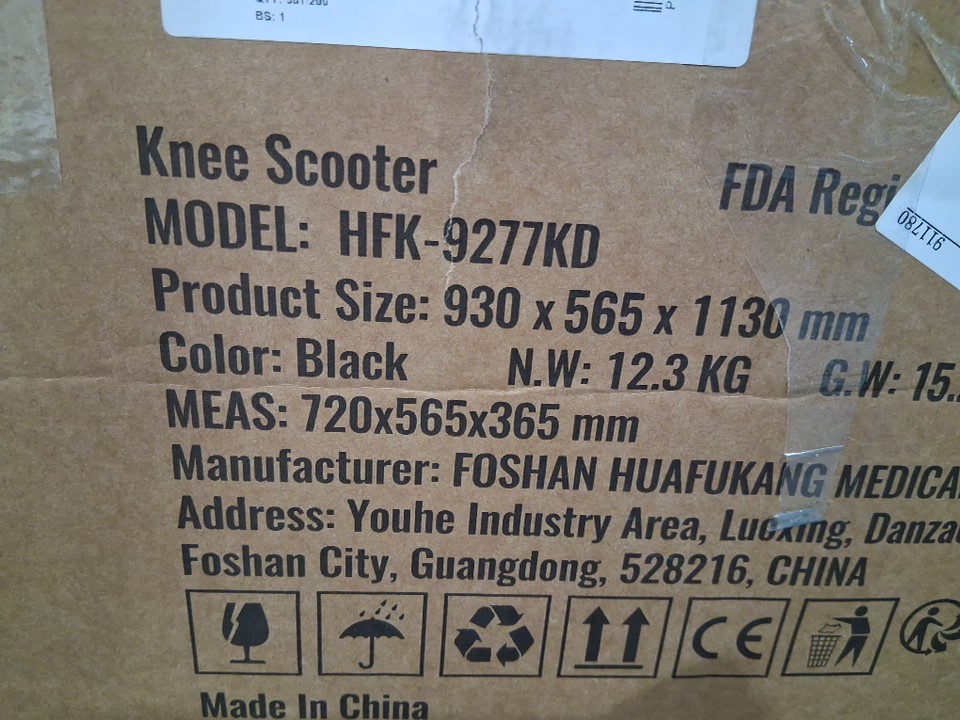 BS: 1
Knee Scooter
FDA Regi
911780
MODEL: HFK-9277KD
Product Size: 930 x 565 x 1130 mm
Color: Black N.W: 12.3 KG G.W: 15.
MEAS: 720x565x365 mm
Manufacturer: FOSHAN HUAFUKANG MEDICA
Address: Youhe Industry Area, Luoxing, Danzao
Foshan City, Guangdong, 528216, CHINA
CE
Made In China